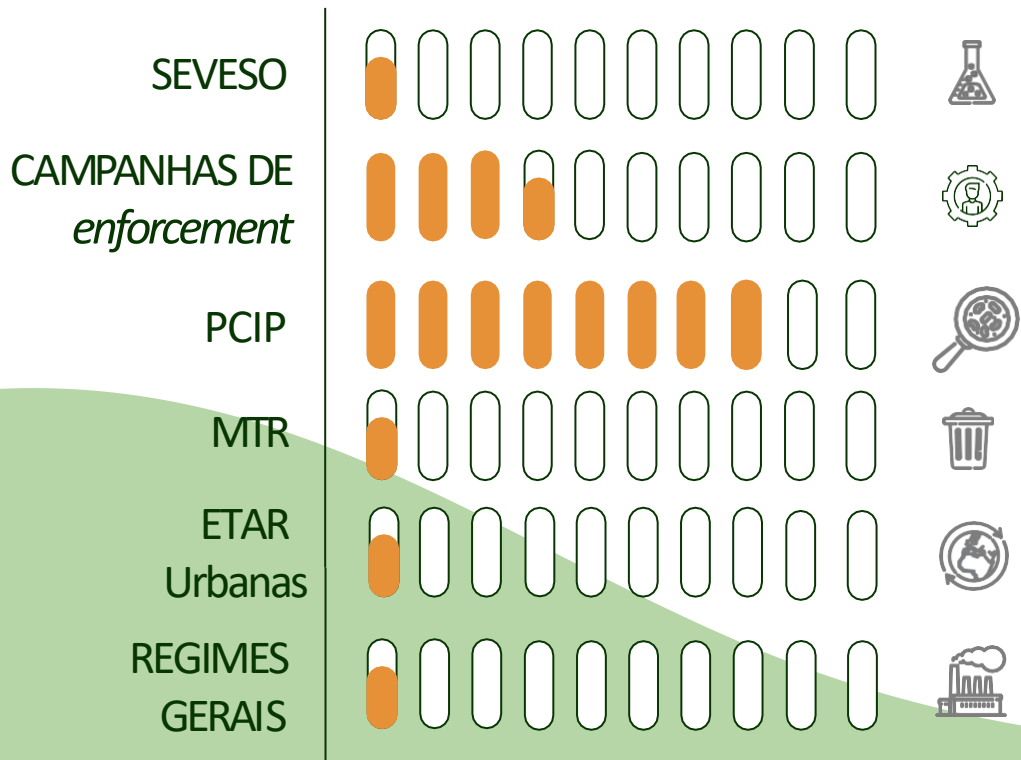 SEVESO
CAMPANHAS DE
enforcement
PCIP
MTR
ETAR
Urbanas
REGIMES
GERAIS